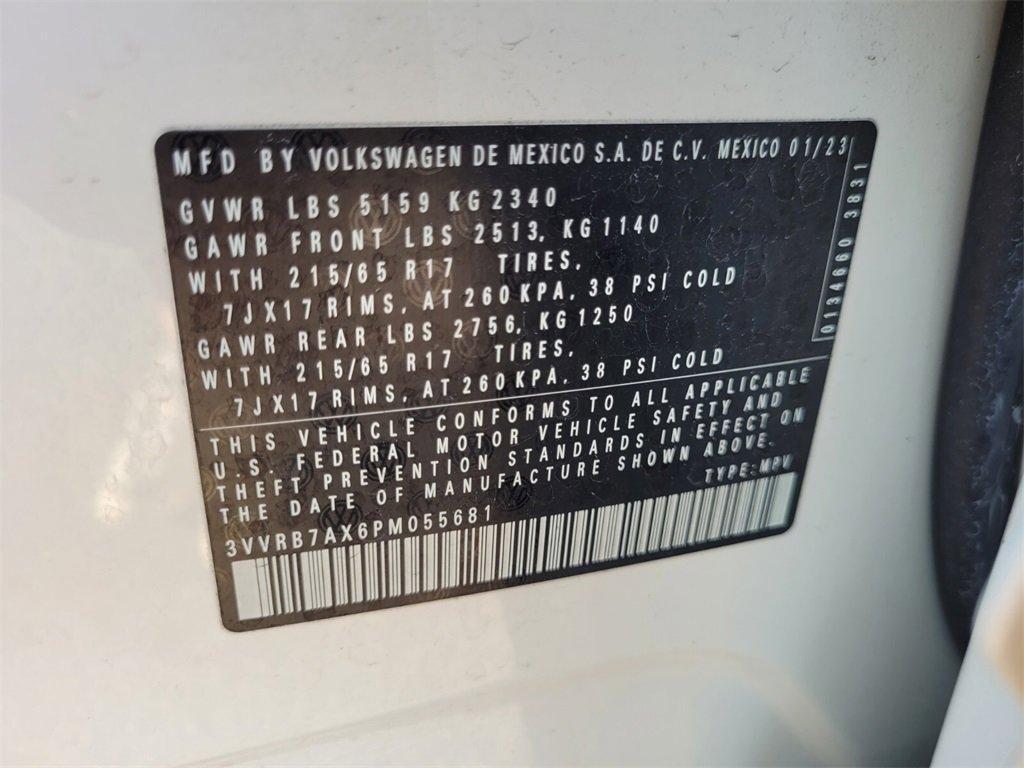 MFD BY VOLKSWAGEN DE MEXICO S.A. DE C.V. MEXICO 01/23
GVWR LBS 5159 KG 2340
GAWR FRONT LBS 2513, KG 1140
WITH 215/65 R17 TIRES,
7JX17 RIMS, AT 260 KPA, 38 PSI COLD
GAWR REAR LBS 2756, KG 1250
WITH 215/65 R17 TIRES,
7JX17 RIMS, AT 260 KPA, 38 PSI COLD
0134660 3831
THIS VEHICLE CONFORMS TO ALL APPLICABLE
U.S. FEDERAL MOTOR VEHICLE SAFETY AND
THEFT PREVENTION STANDARDS IN EFFECT ON
THE DATE OF MANUFACTURE SHOWN ABOVE.
TYPE:MPV
3VVRB7AX6PM055681